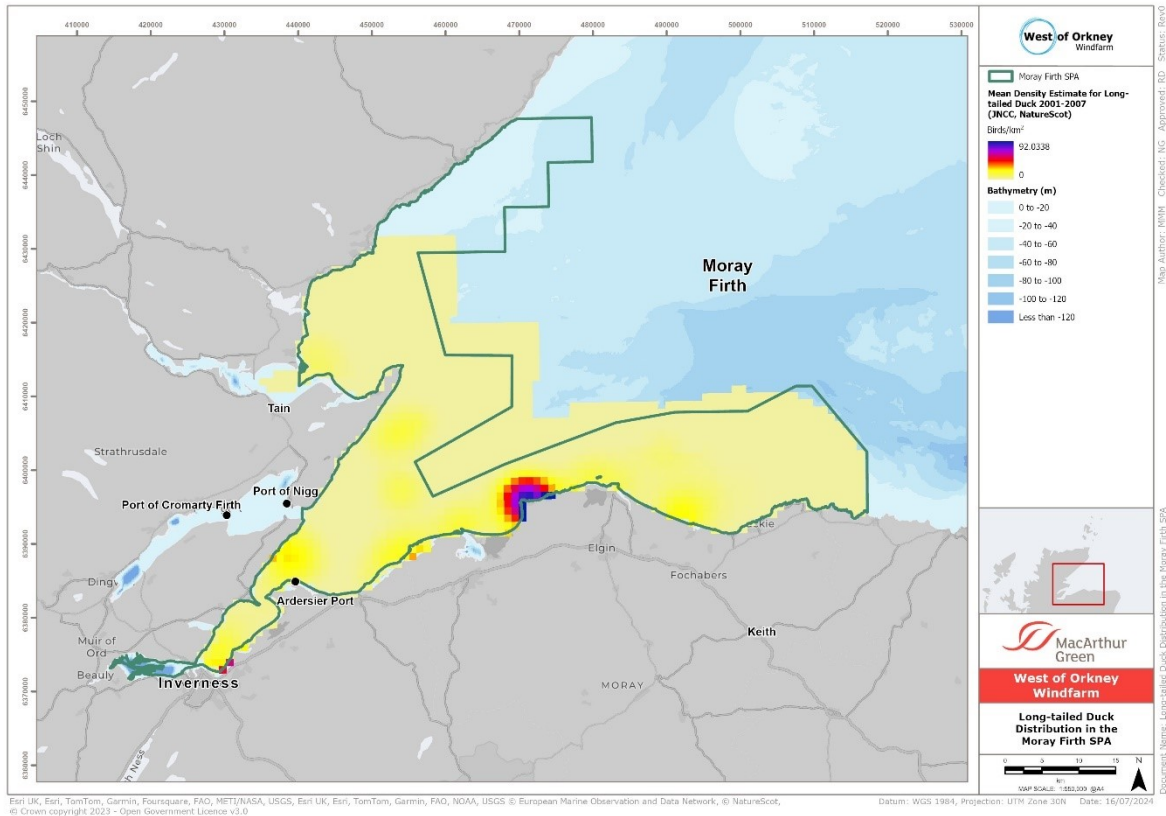 410000 420000 430000 440000 450000 460000 470000 480000 490000 500000 510000 520000 530000
6450000
6440000
6430000
6420000
6410000
6400000
6390000
6380000
6370000
6360000
Loch
Shin
Moray
Firth
Tain
Strathrusdale
Port of Nigg
Port of Cromarty Firth
Elgin
Fochabers
Ardersier Port
Muir of
Ord
Beauly
Inverness
Keith
MORAY
Ness
West of Orkney
Windfarm
Moray Firth SPA
Mean Density Estimate for Long-
tailed Duck 2001-2007
(JNCC, NatureScot)
Birds/km²
92.0338
0
Bathymetry (m)
0 to -20
-20 to -40
-40 to -60
-60 to -80
-80 to -100
-100 to -120
Less than -120
MacArthur
Green
West of Orkney
Windfarm
Long-tailed Duck
Distribution in the
Moray Firth SPA
0 5 10 15
km
N
Map Author: MMM Checked: NG Approved: RD Status: Rev0
Document Name: Long-tailed Duck Distribution in the Moray Firth SPA
Esri UK, Esri, TomTom, Garmin, Foursquare, FAO, METI/NASA, USGS, Esri UK, Esri, TomTom, Garmin, FAO, NOAA, USGS © European Marine Observation and Data Network, © NatureScot,
© Crown copyright 2023 - Open Government Licence v3.0
Datum: WGS 1984, Projection: UTM Zone 30N Date: 16/07/2024